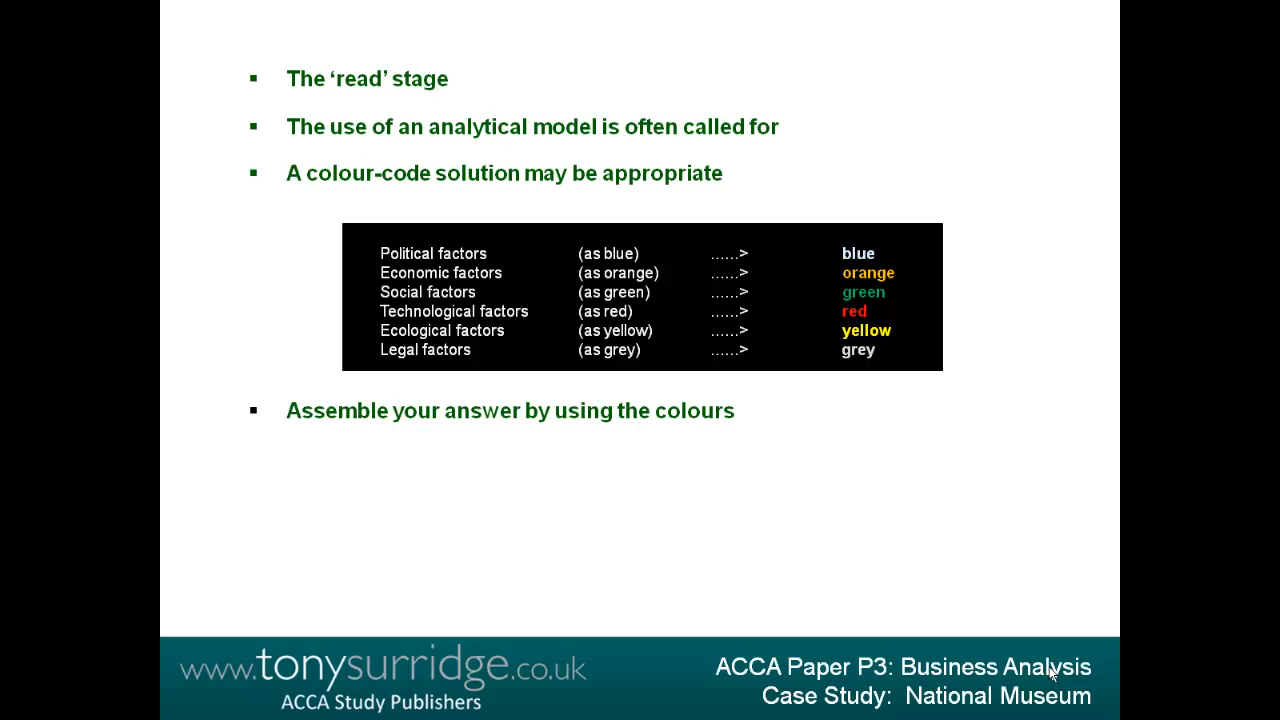 ▪ The ‘read’ stage
▪ The use of an analytical model is often called for
▪ A colour-code solution may be appropriate
Political factors (as blue) ……> blue
Economic factors (as orange) ……> orange
Social factors (as green) ……> green
Technological factors (as red) ……> red
Ecological factors (as yellow) ……> yellow
Legal factors (as grey) ……> grey
▪ Assemble your answer by using the colours
www.tonysurridge.co.uk
ACCA Study Publishers
ACCA Paper P3: Business Analysis
Case Study: National Museum